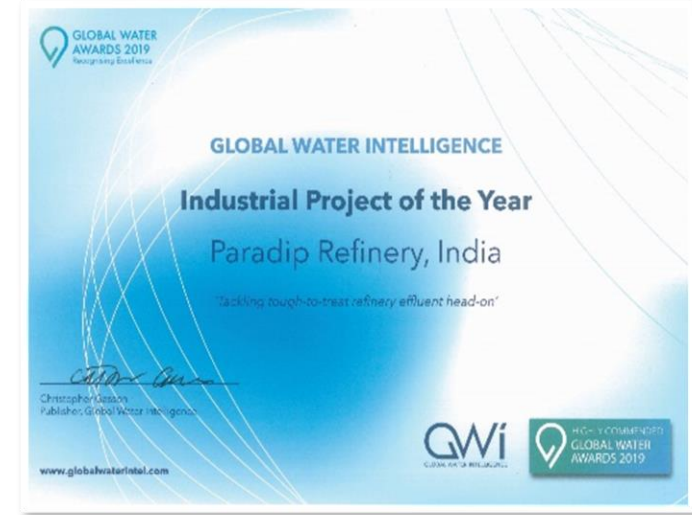 GLOBAL WATER
AWARDS 2019
Recognising Excellence
GLOBAL WATER INTELLIGENCE
Industrial Project of the Year
Paradip Refinery, India
'Tackling tough-to-treat refinery effluent head-on'
Christopher Gasson
Publisher, Global Water Intelligence
www.globalwaterintel.com
GWi
GLOBAL WATER INTELLIGENCE
HIGHLY COMMENDED
GLOBAL WATER
AWARDS 2019